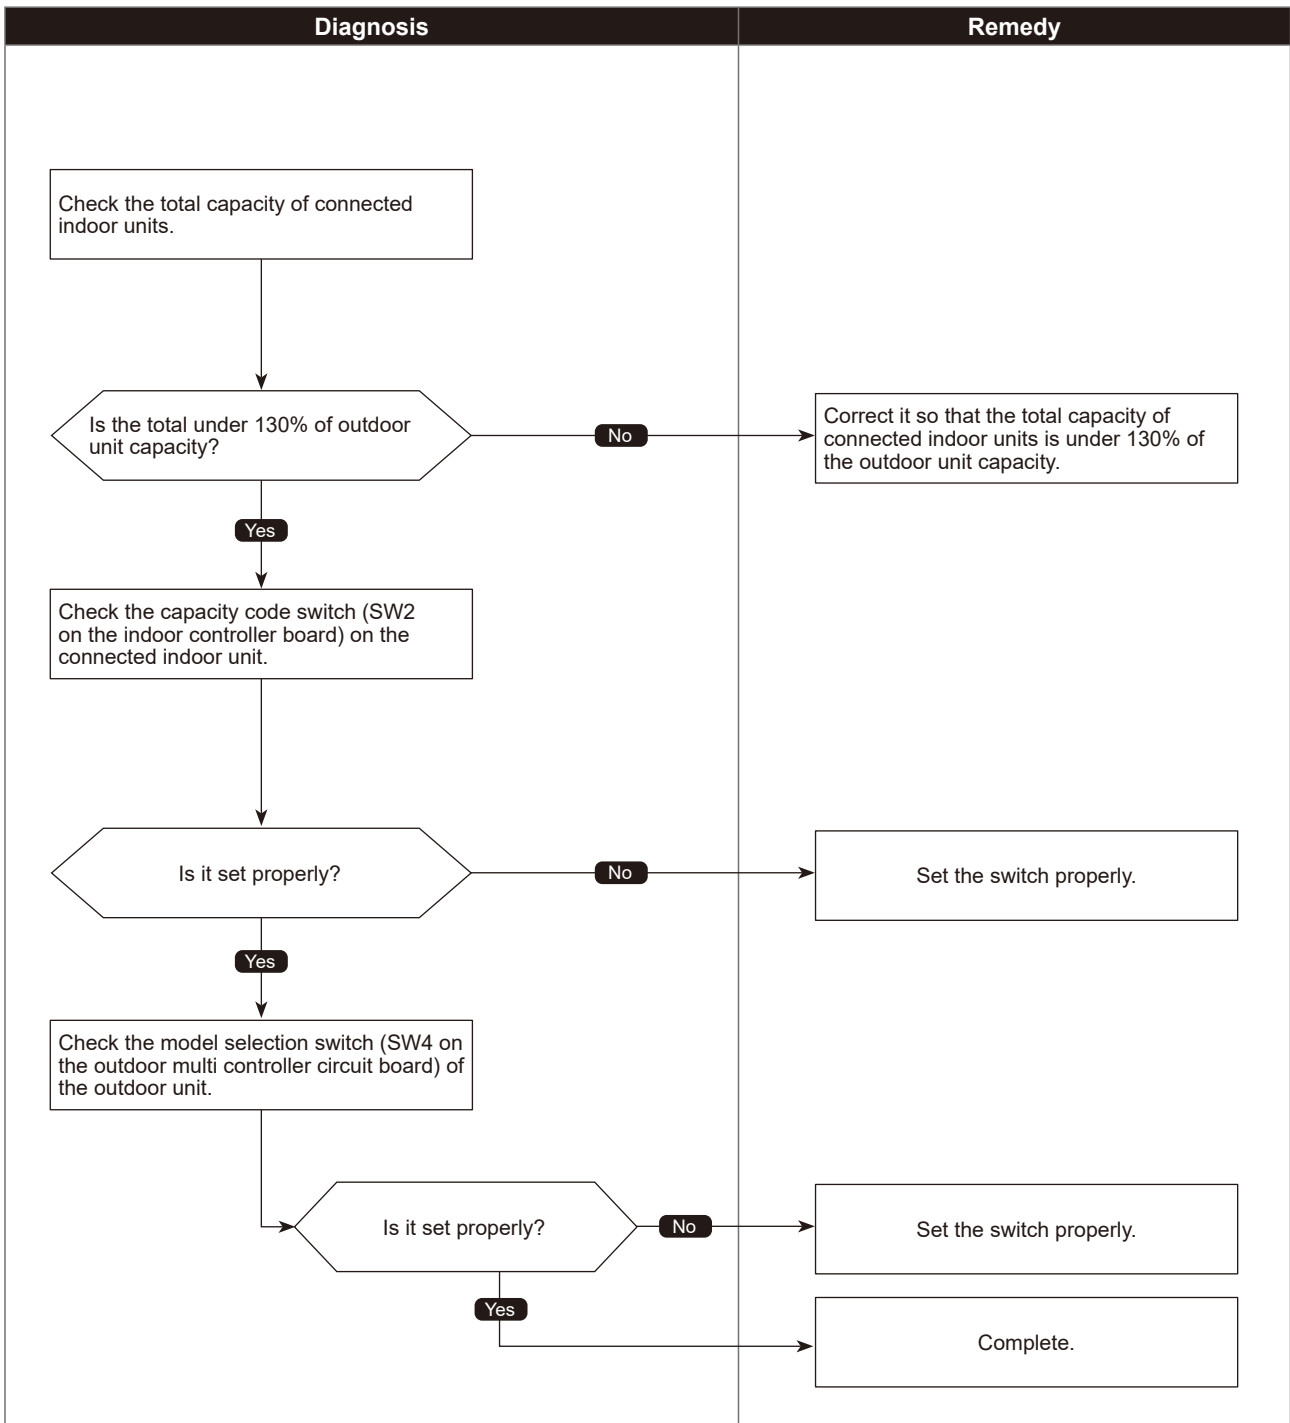 Diagnosis
Remedy
Check the total capacity of connected
indoor units.
Is the total under 130% of outdoor
unit capacity?
No
Correct it so that the total capacity of
connected indoor units is under 130% of
the outdoor unit capacity.
Yes
Check the capacity code switch (SW2
on the indoor controller board) on the
connected indoor unit.
Is it set properly?
No
Set the switch properly.
Yes
Check the model selection switch (SW4 on
the outdoor multi controller circuit board) of
the outdoor unit.
Is it set properly?
No
Set the switch properly.
Yes
Complete.